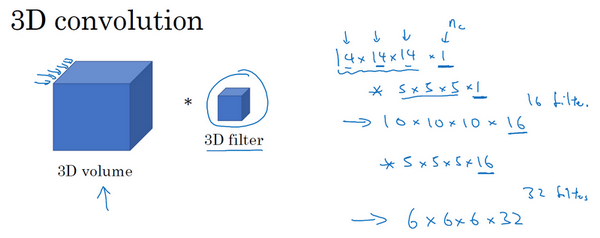 3D convolution
n_c
14 × 14 × 14 × 1
* 5 × 5 × 5 × 1
16 filters
→ 10 × 10 × 10 × 16
* 3D filter
3D volume
* 5 × 5 × 5 × 16
32 filters
→ 6 × 6 × 6 × 32